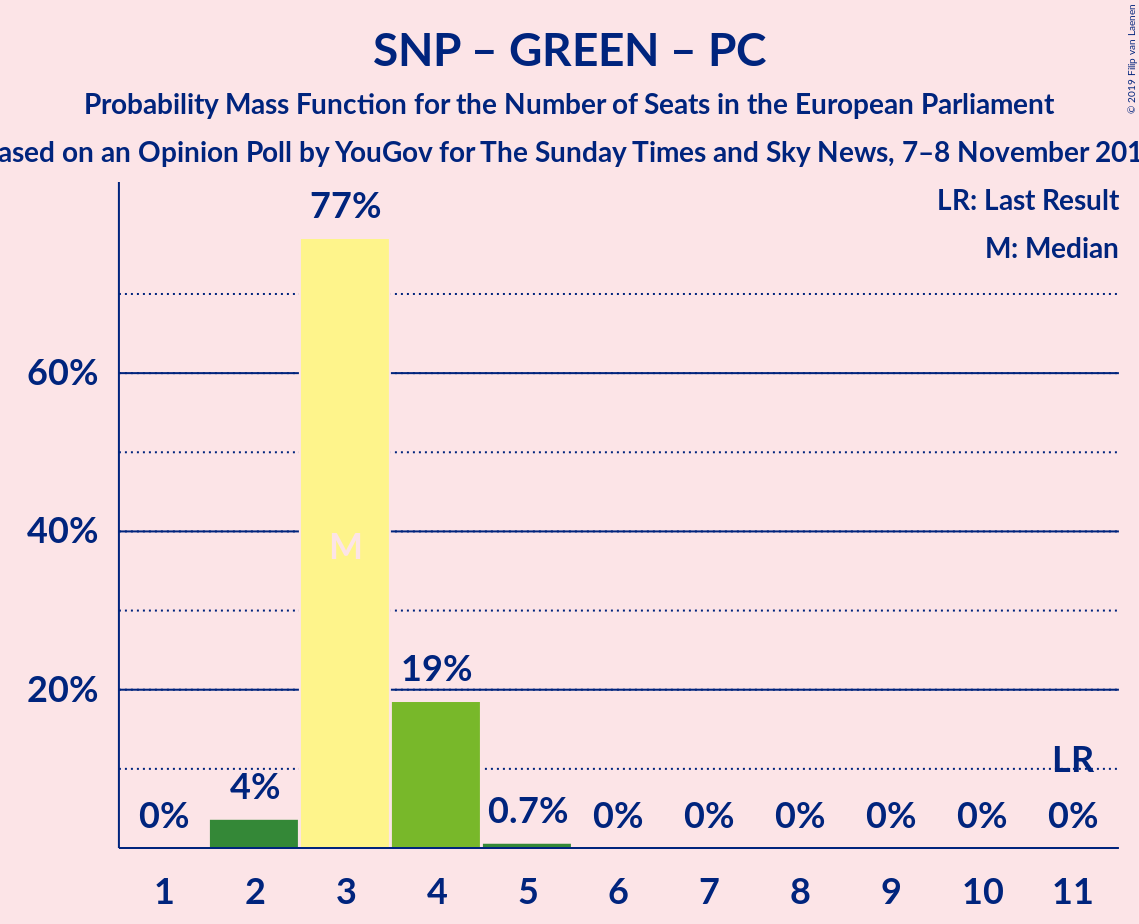 SNP – GREEN – PC
Probability Mass Function for the Number of Seats in the European Parliament
ased on an Opinion Poll by YouGov for The Sunday Times and Sky News, 7–8 November 201
© 2019 Filip van Laenen
LR: Last Result
M: Median
77%
60%
40%
M
19%
20%
LR
4%
0%
0.7%
0%
0%
0%
0%
0%
0%
1 2 3 4 5 6 7 8 9 10 11